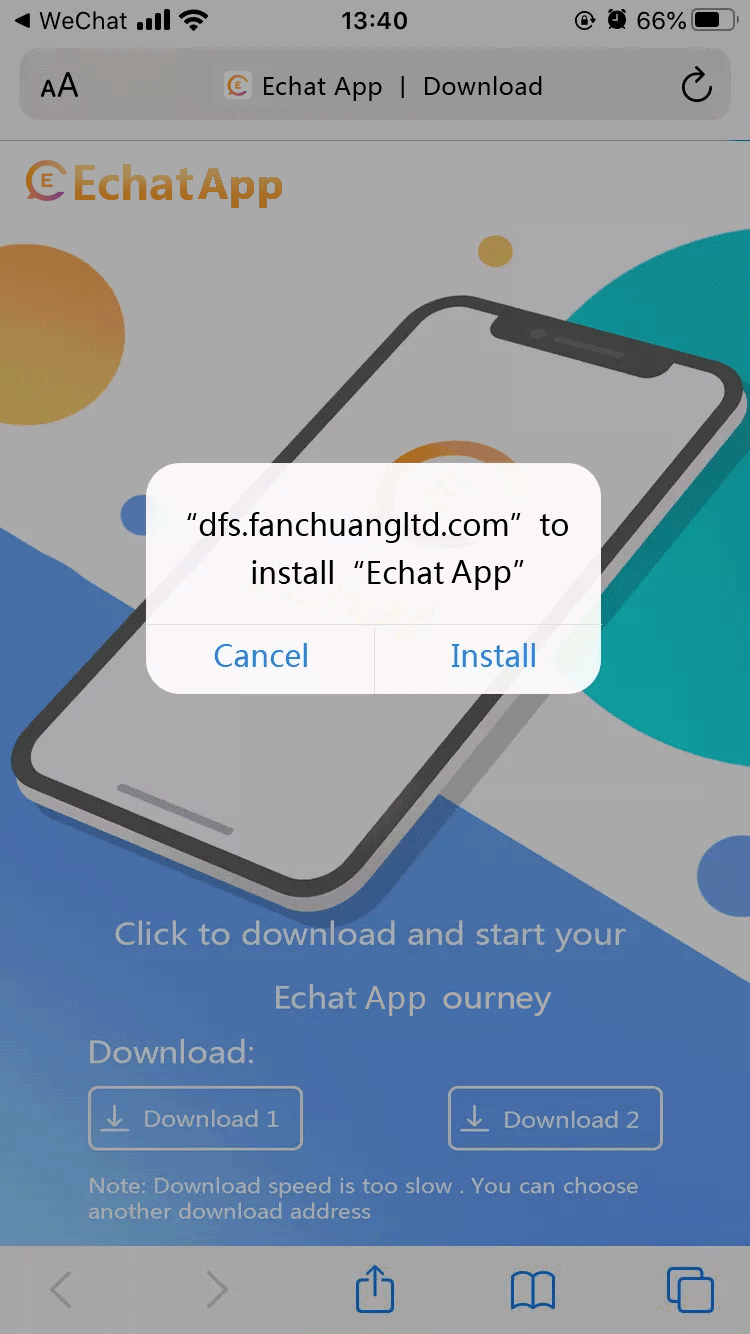 WeChat 13:40 66%
AA Echat App | Download
E Echat App
“dfs.fanchuangltd.com” to
install “Echat App”
Cancel Install
Click to download and start your
Echat App ourney
Download:
Download 1 Download 2
Note: Download speed is too slow . You can choose
another download address